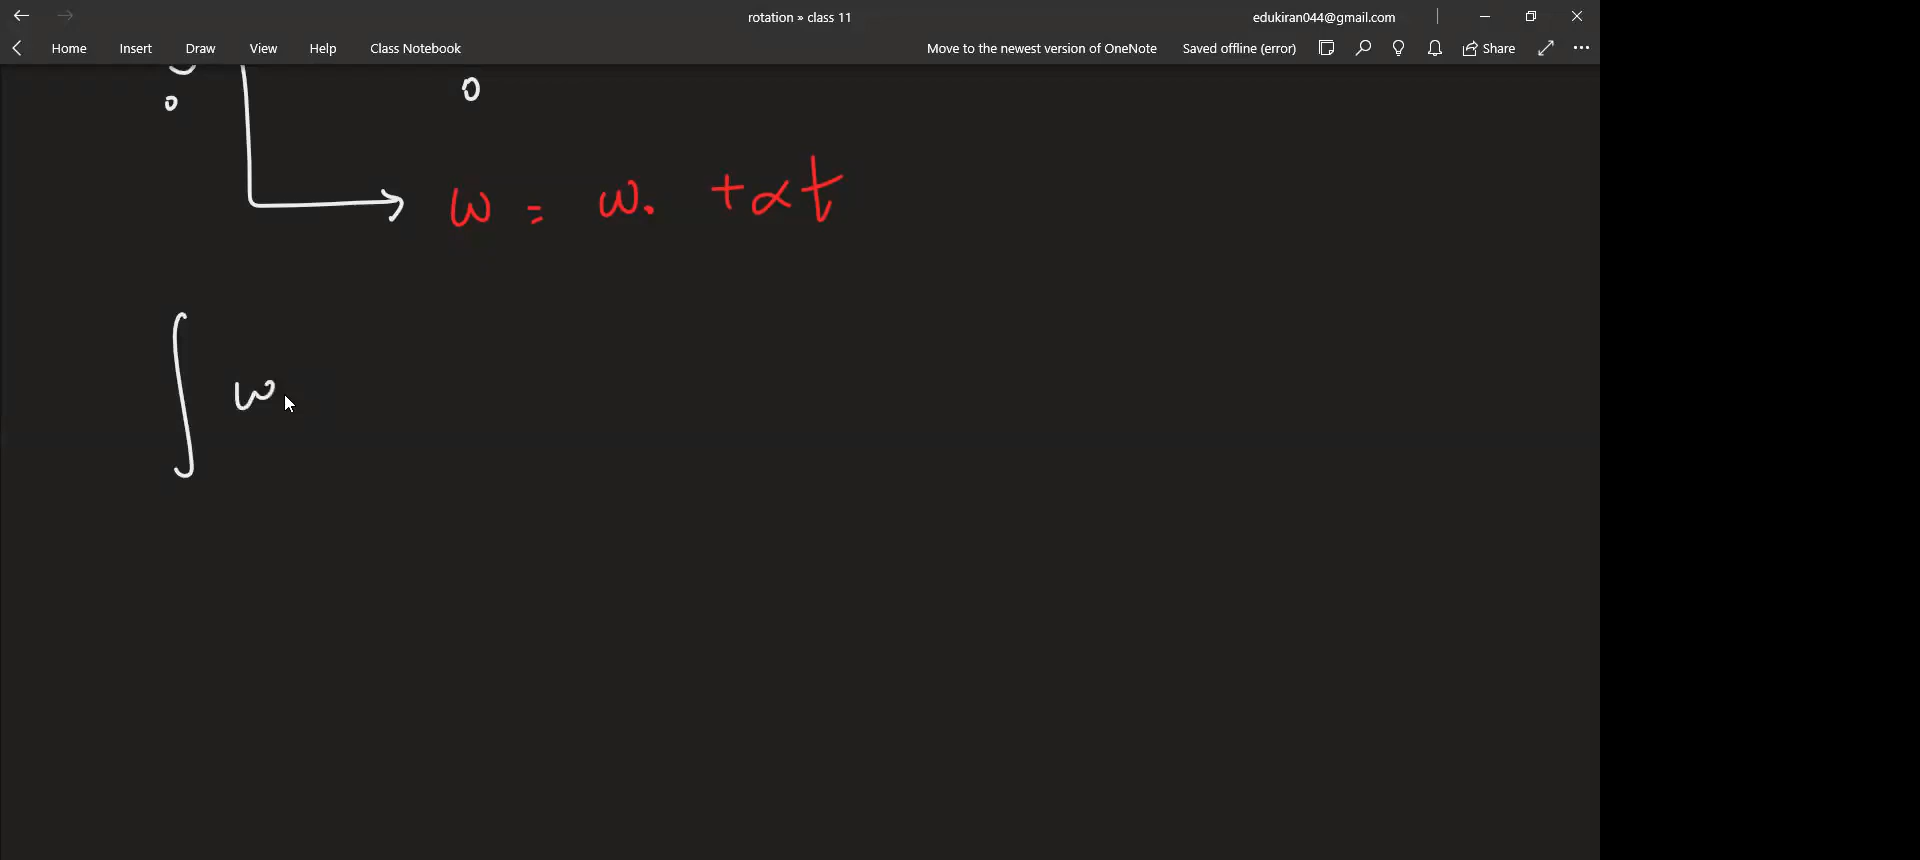 rotation » class 11
edukiran044@gmail.com
Home Insert Draw View Help Class Notebook
Move to the newest version of OneNote Saved offline (error) Share
0 0
ω = ω₀ + αt
∫ ω